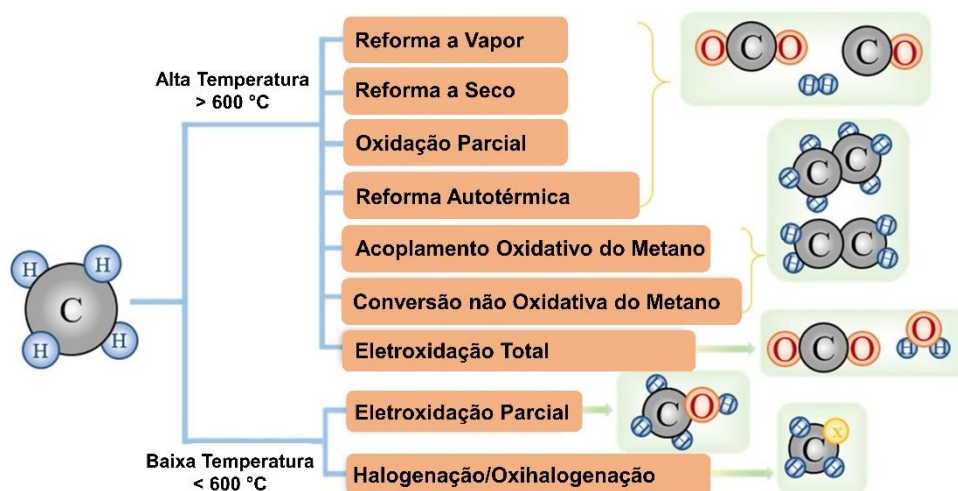 Alta Temperatura
> 600 °C
Baixa Temperatura
< 600 °C
Reforma a Vapor
Reforma a Seco
Oxidação Parcial
Reforma Autotérmica
Acoplamento Oxidativo do Metano
Conversão não Oxidativa do Metano
Eletroxidação Total
Eletroxidação Parcial
Halogenação/Oxihalogenação
H H
C
H H
O C O C O
H H
H H H
C C
H H H
H H
C C
H H
O C O O
H H
H
C O H
H H
H C X
H H